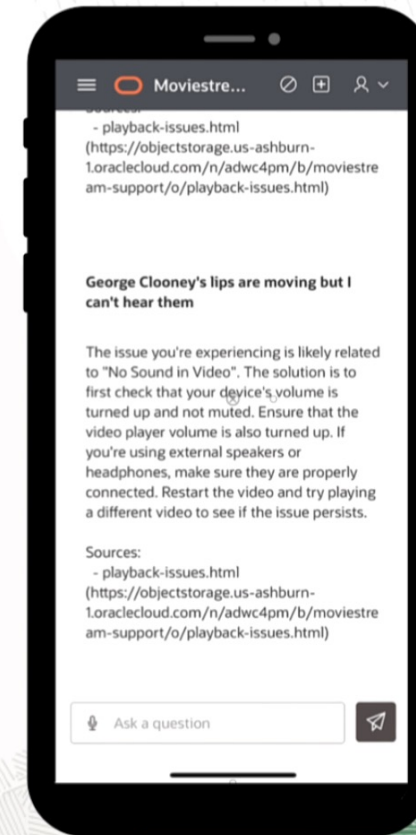 Moviestre...
Sources:
- playback-issues.html
(https://objectstorage.us-ashburn-
1.oraclecloud.com/n/adwc4pm/b/moviestre
am-support/o/playback-issues.html)
George Clooney's lips are moving but I
can't hear them
The issue you're experiencing is likely related
to "No Sound in Video". The solution is to
first check that your device's volume is
turned up and not muted. Ensure that the
video player volume is also turned up. If
you're using external speakers or
headphones, make sure they are properly
connected. Restart the video and try playing
a different video to see if the issue persists.
Sources:
- playback-issues.html
(https://objectstorage.us-ashburn-
1.oraclecloud.com/n/adwc4pm/b/moviestre
am-support/o/playback-issues.html)
Ask a question